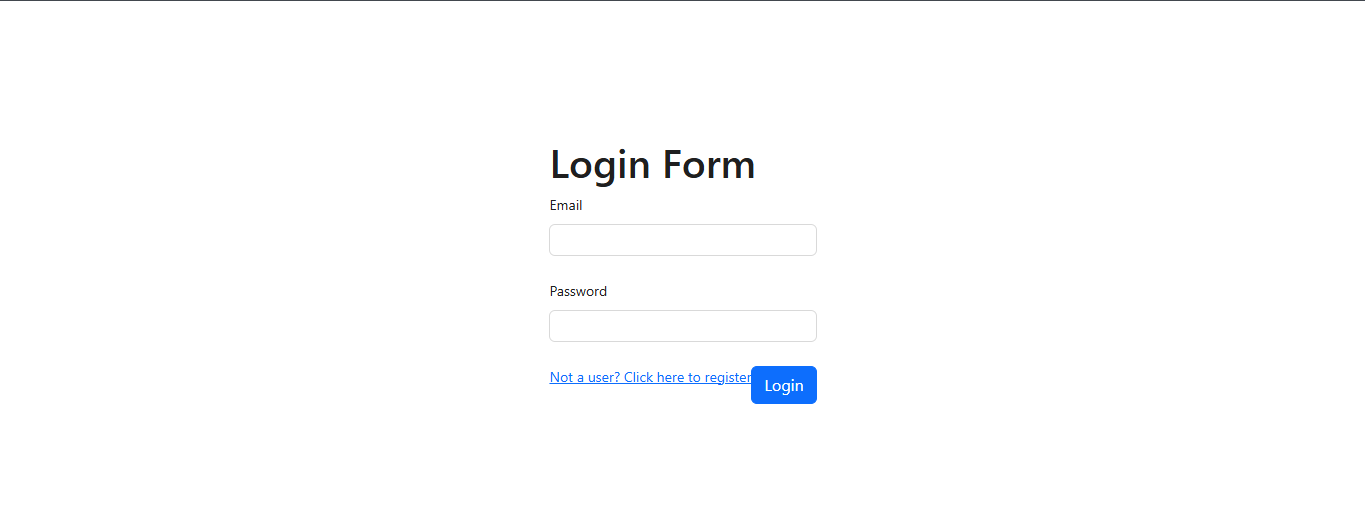 Login Form
Email
Password
Not a user? Click here to register
Login